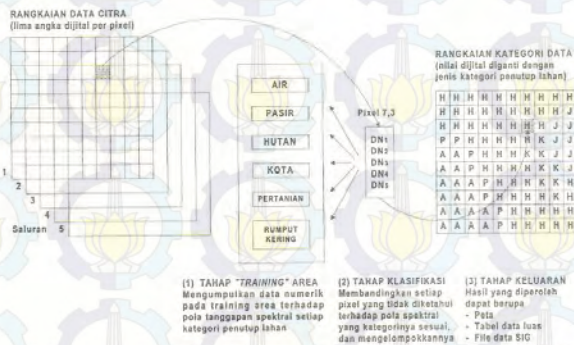 RANGKAIAN DATA CITRA
(lima angka dijital per pixel)
1
2
3
4
Saluran 5
AIR
PASIR
HUTAN
KOTA
PERTANIAN
RUMPUT
KERING
Pixel 7,3
DN1
DN2
DN3
DN4
DN5
RANGKAIAN KATEGORI DATA
(nilai dijital diganti dengan
jenis kategori penutup lahan)
H H H H H H H H H H
H H H H H H H H H J
H H H H H H H H J J
P P H H H H H K J J
A A P H H H K K J J
A A P H H H H K J J
A A A P H H H K K H
A A A P H H H H K H
A A A A P H H H H H
A A A A P H H H H H
(1) TAHAP "TRAINING" AREA
Mengumpulkan data numerik
pada training area terhadap
pola tanggapan spektral setiap
kategori penutup lahan
(2) TAHAP KLASIFIKASI
Membandingkan setiap
pixel yang tidak diketahui
terhadap pola spektral
yang kategorinya sesuai,
dan mengelompokkannya
(3) TAHAP KELUARAN
Hasil yang diperoleh
dapat berupa
- Peta
- Tabel data luas
- File data SIG